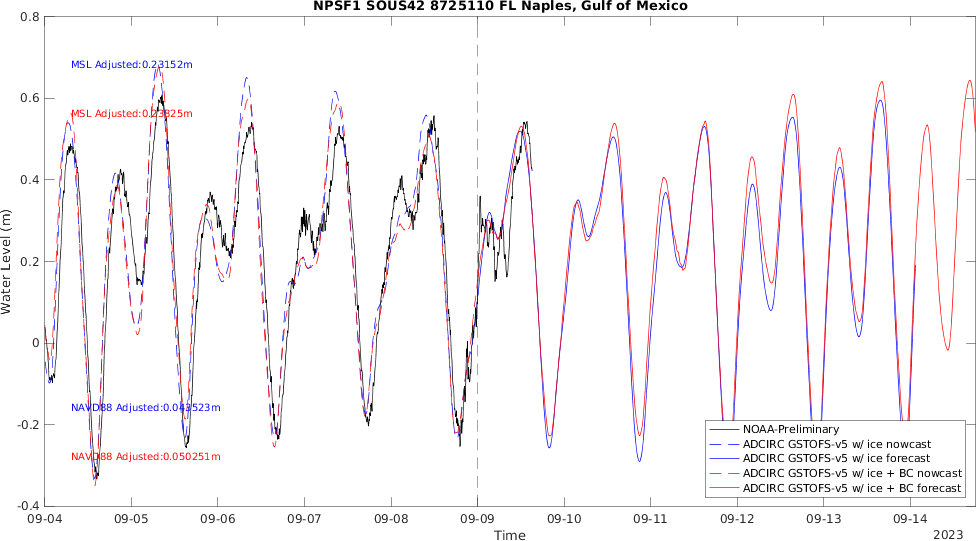 NPSF1 SOUS42 8725110 FL Naples, Gulf of Mexico
0.8
0.6
0.4
0.2
0
-0.2
-0.4
Water Level (m)
MSL Adjusted:0.23152m
MSL Adjusted:0.23825m
NAVD88 Adjusted:0.043523m
NAVD88 Adjusted:0.050251m
NOAA-Preliminary
ADCIRC GSTOFS-v5 w/ ice nowcast
ADCIRC GSTOFS-v5 w/ ice forecast
ADCIRC GSTOFS-v5 w/ ice + BC nowcast
ADCIRC GSTOFS-v5 w/ ice + BC forecast
09-04 09-05 09-06 09-07 09-08 09-09 09-10 09-11 09-12 09-13 09-14
Time
2023